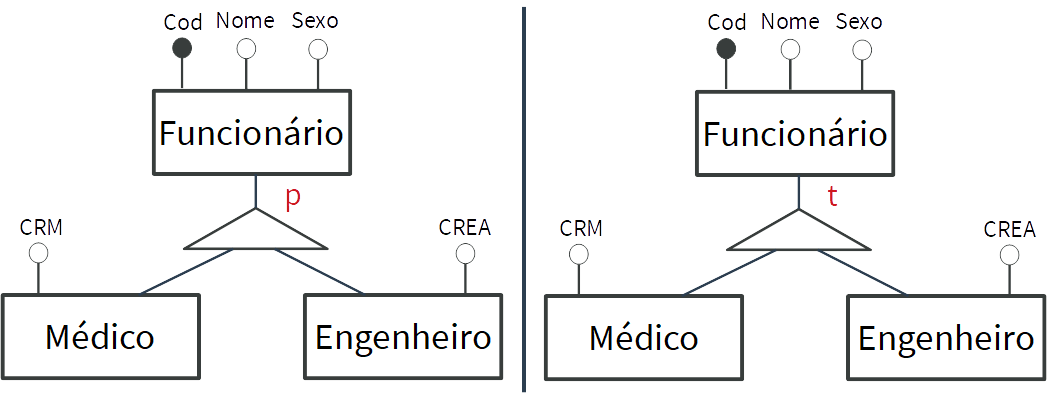 Cod Nome Sexo
Funcionário
p
CRM
CREA
Médico
Engenheiro
Cod Nome Sexo
Funcionário
t
CRM
CREA
Médico
Engenheiro